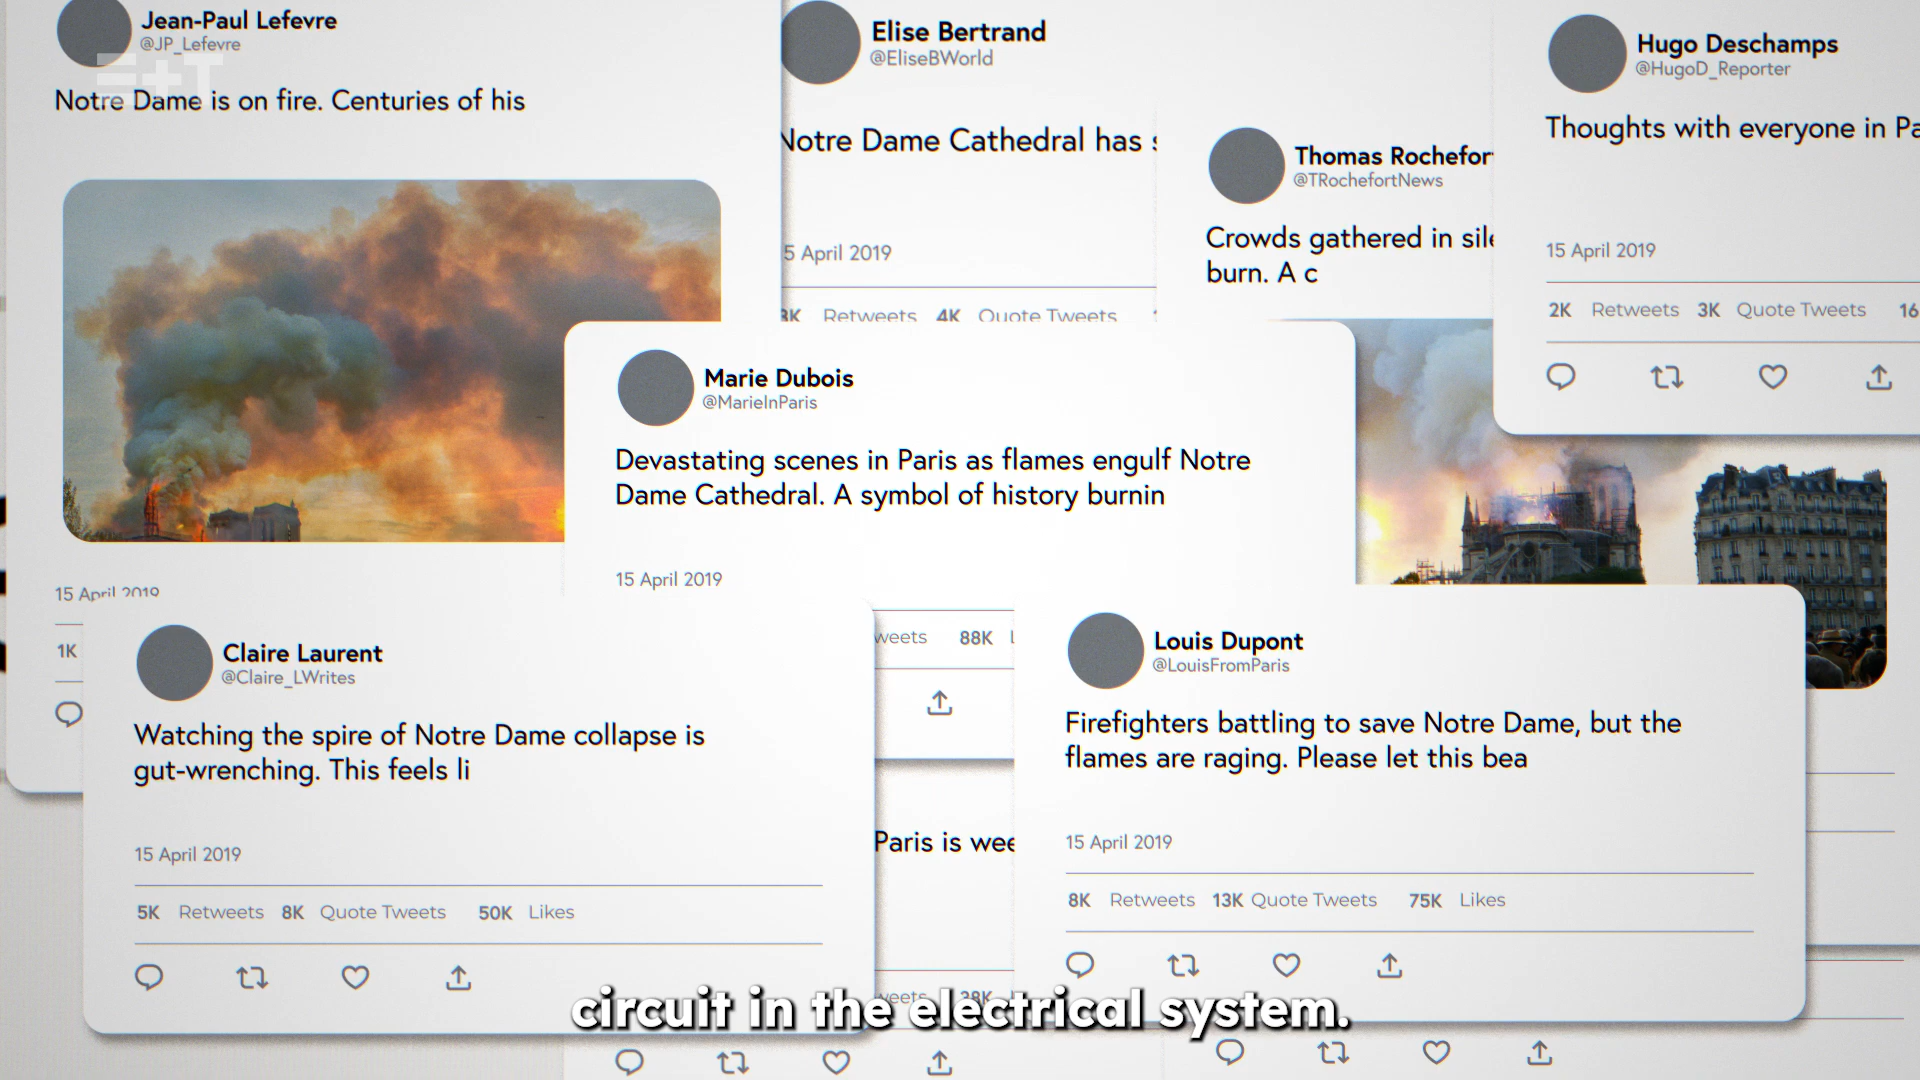 Jean-Paul Lefevre
@JP_Lefevre
E+T
Notre Dame is on fire. Centuries of his
15 April 2019
1K
Elise Bertrand
@EliseBWorld
Notre Dame Cathedral has
5 April 2019
Retweets 4K Quote Tweets
Thomas Rochefor
@TRochefortNews
Crowds gathered in sil
burn. A c
Hugo Deschamps
@HugoD_Reporter
Thoughts with everyone in Pa
15 April 2019
2K Retweets 3K Quote Tweets 16
Marie Dubois
@MarieInParis
Devastating scenes in Paris as flames engulf Notre
Dame Cathedral. A symbol of history burnin
15 April 2019
weets 88K L
Claire Laurent
@Claire_LWrites
Watching the spire of Notre Dame collapse is
gut-wrenching. This feels li
15 April 2019
5K Retweets 8K Quote Tweets 50K Likes
Paris is wee
weets 38K
Louis Dupont
@LouisFromParis
Firefighters battling to save Notre Dame, but the
flames are raging. Please let this bea
15 April 2019
8K Retweets 13K Quote Tweets 75K Likes
circuit in the electrical system.